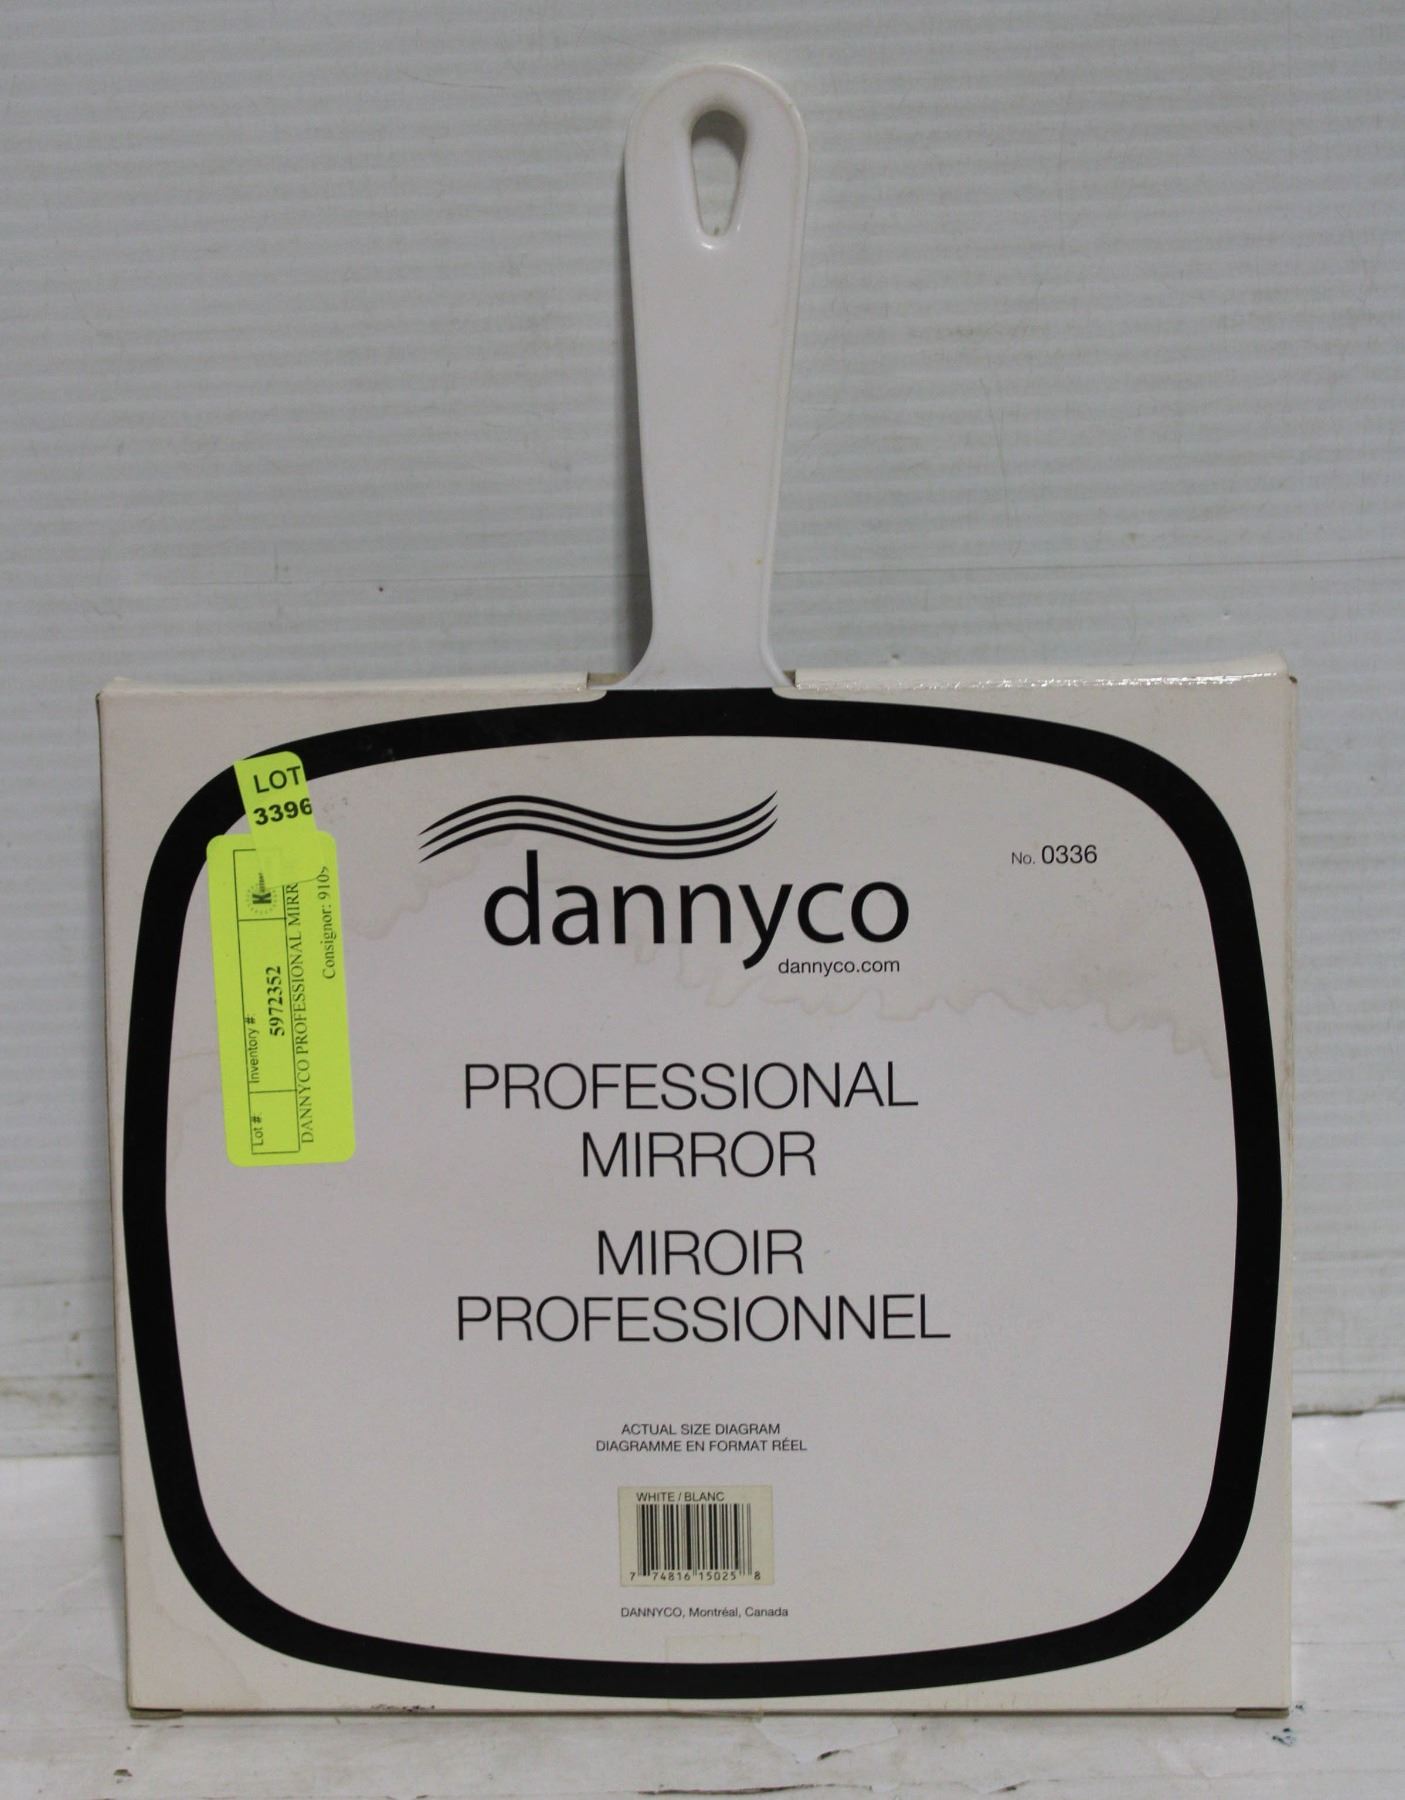 LOT
3396
Lot #:
Inventory #:
5972352
DANNYCO PROFESSIONAL MIRR
Consignor:
dannyco
dannyco.com
No. 0336
PROFESSIONAL
MIRROR
MIROIR
PROFESSIONNEL
ACTUAL SIZE DIAGRAM
DIAGRAMME EN FORMAT RÉEL
WHITE / BLANC
7 74816 15025 8
DANNYCO, Montréal, Canada